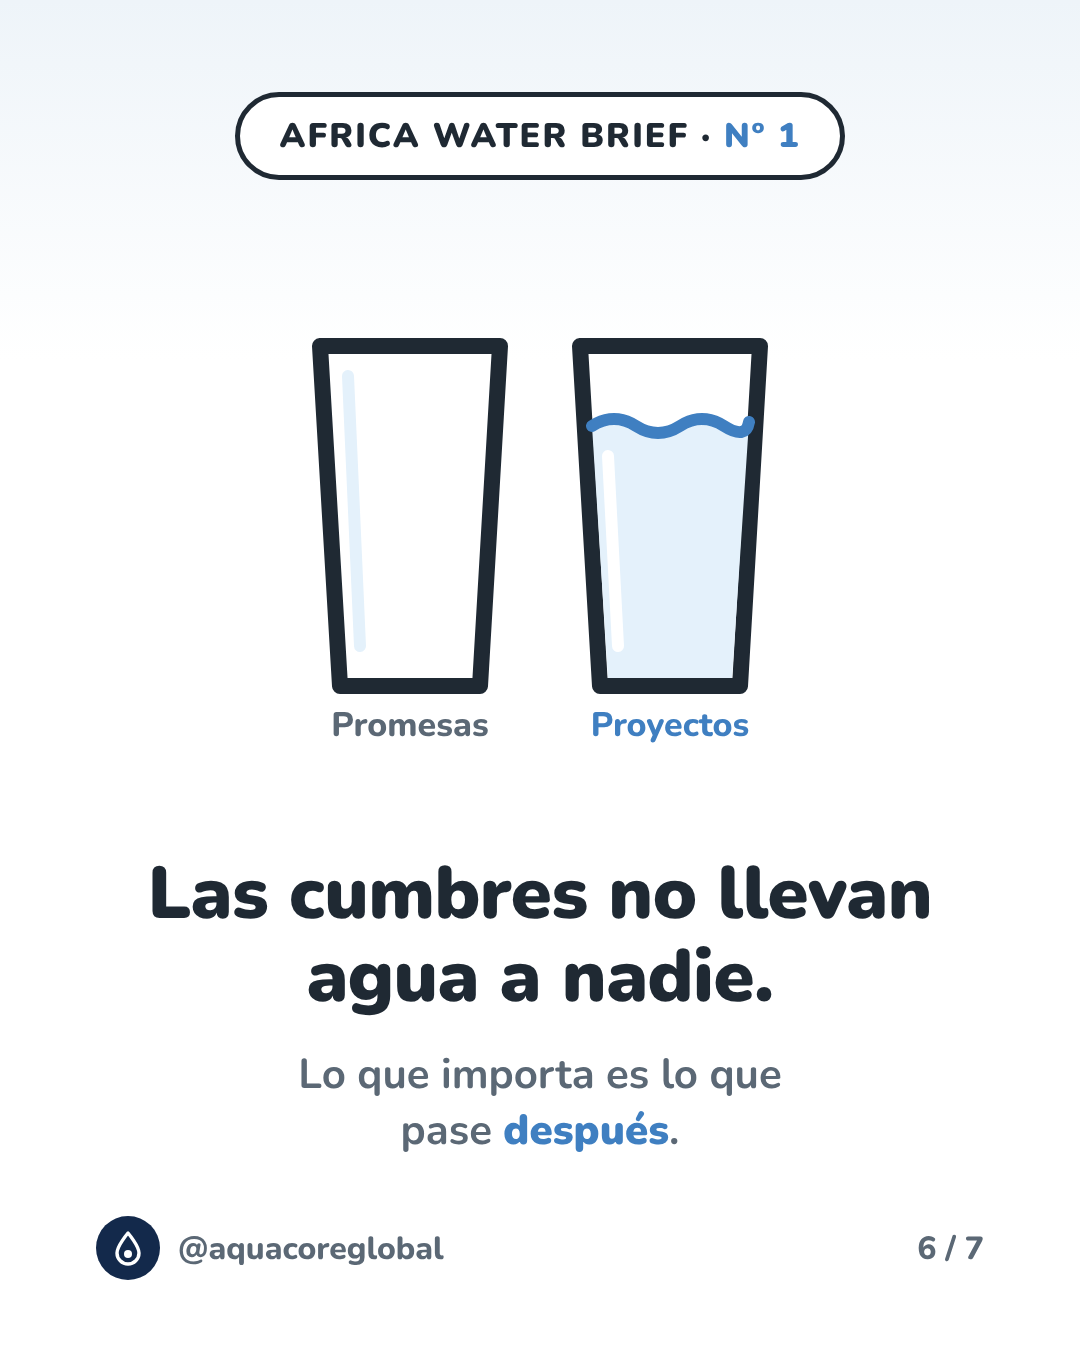 AFRICA WATER BRIEF · Nº 1
Promesas
Proyectos
Las cumbres no llevan
agua a nadie.
Lo que importa es lo que
pase después.
@aquacoreglobal
6 / 7